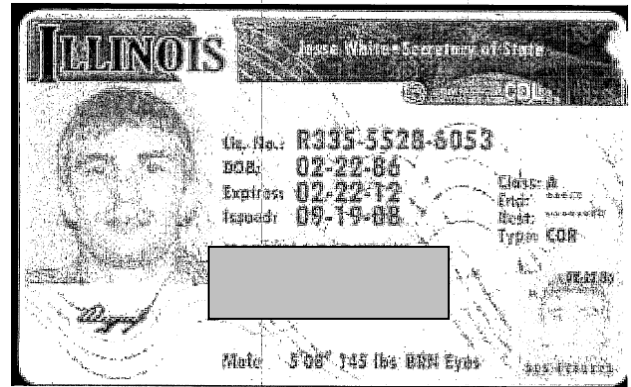 ILLINOIS
Jesse White • Secretary of State
CDL
Lic. No.: R335-5528-6053
DOB: 02-22-86
Expires: 02-22-12
Issued: 09-19-08
Class: A
End: *****
Rest: ********
Type: COR
Male 5'08" 145 lbs BRN Eyes